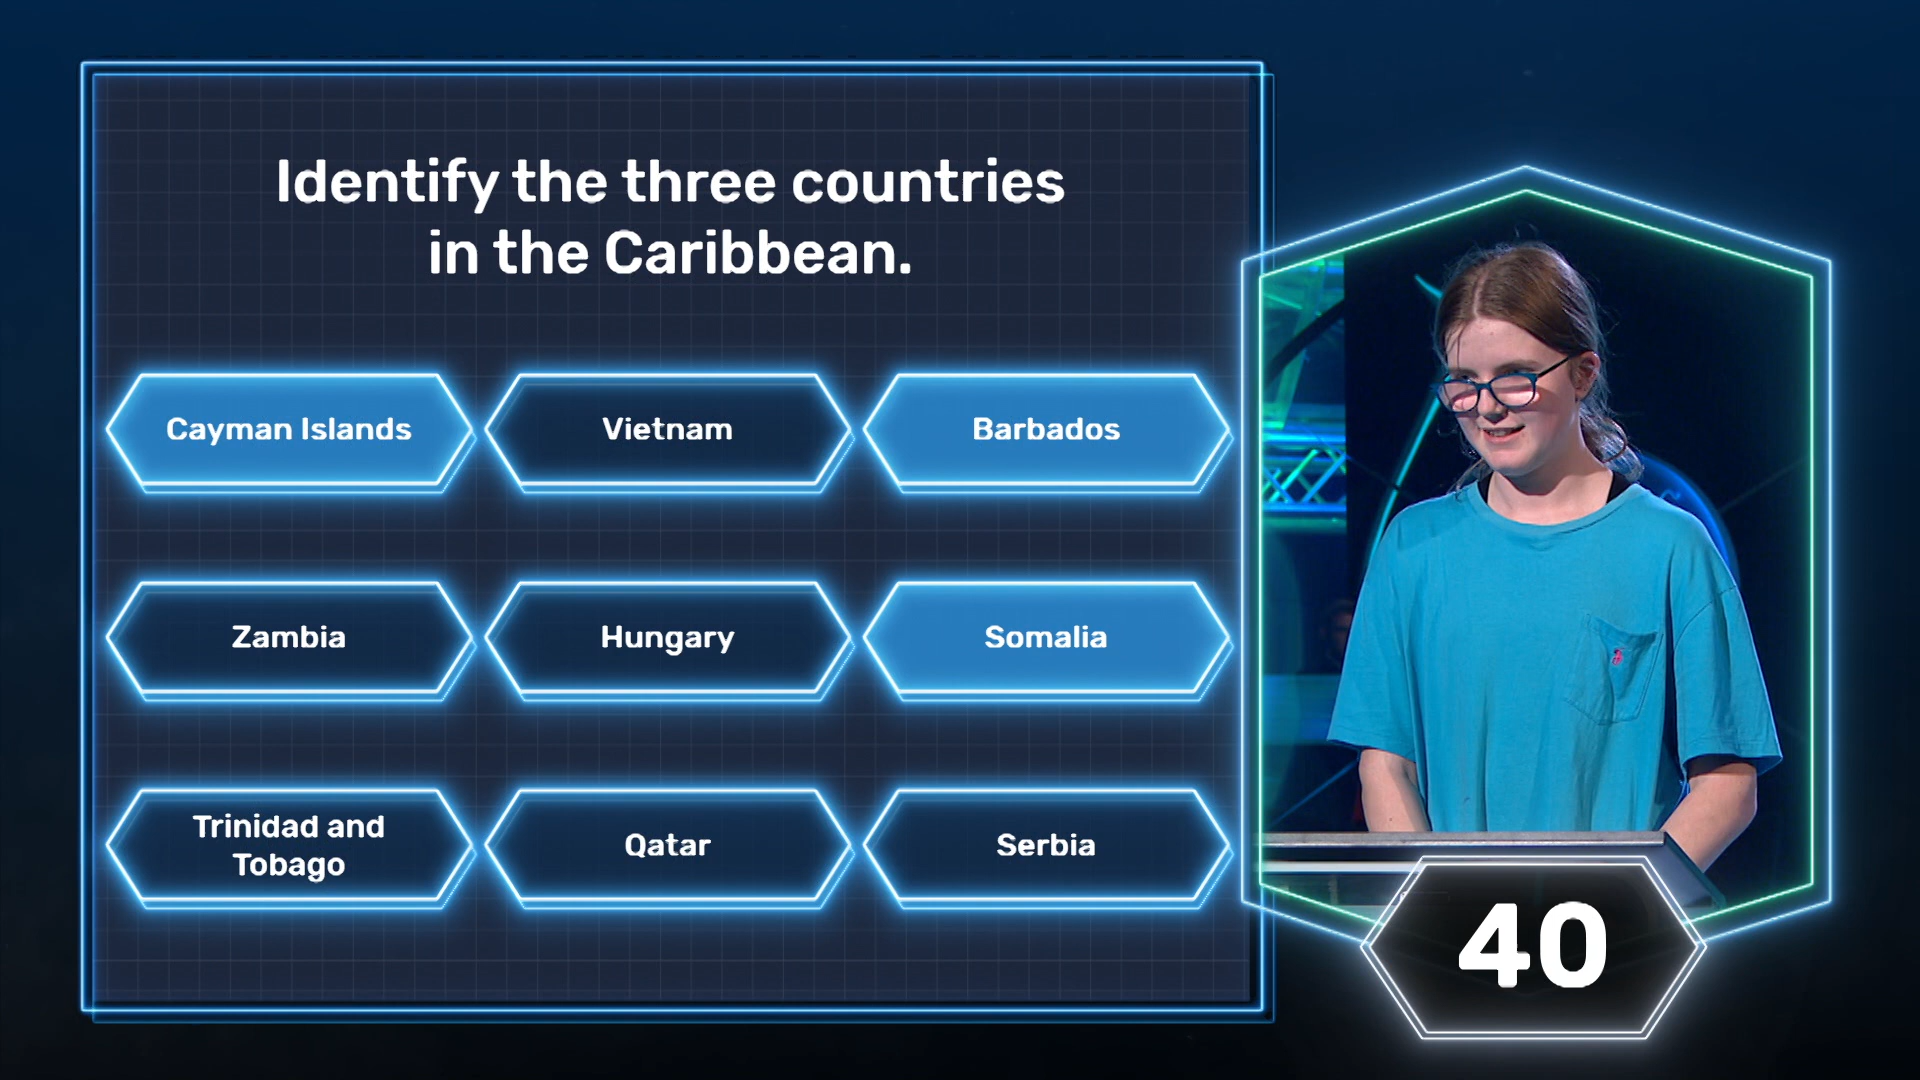 Identify the three countries
in the Caribbean.
Cayman Islands
Vietnam
Barbados
Zambia
Hungary
Somalia
Trinidad and
Tobago
Qatar
Serbia
40